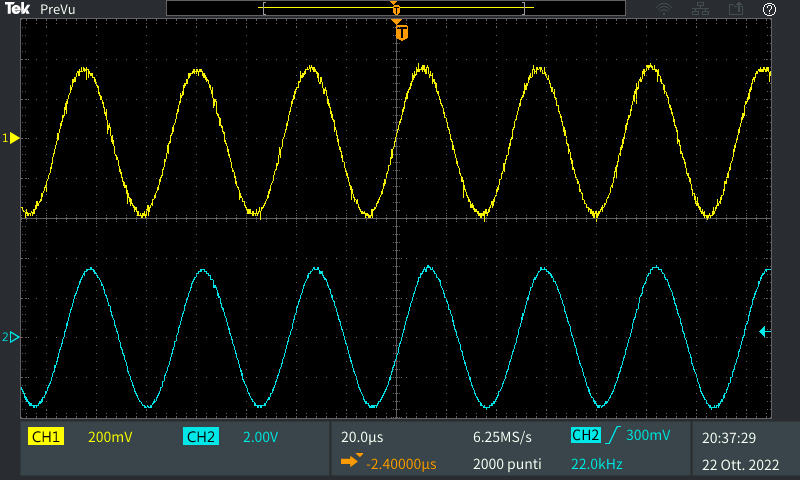 Tek PreVu
T
?
T
1
2
CH1 200mV CH2 2.00V 20.0µs 6.25MS/s CH2 300mV 20:37:29
-2.40000µs 2000 punti 22.0kHz 22 Ott. 2022